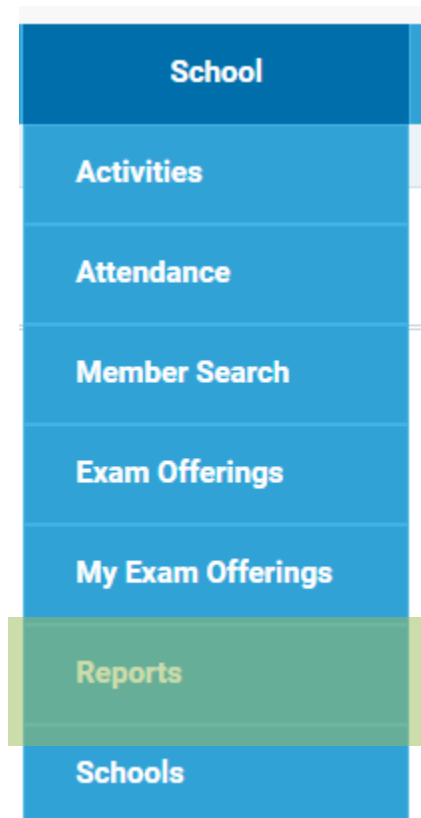 School
Activities
Attendance
Member Search
Exam Offerings
My Exam Offerings
Reports
Schools